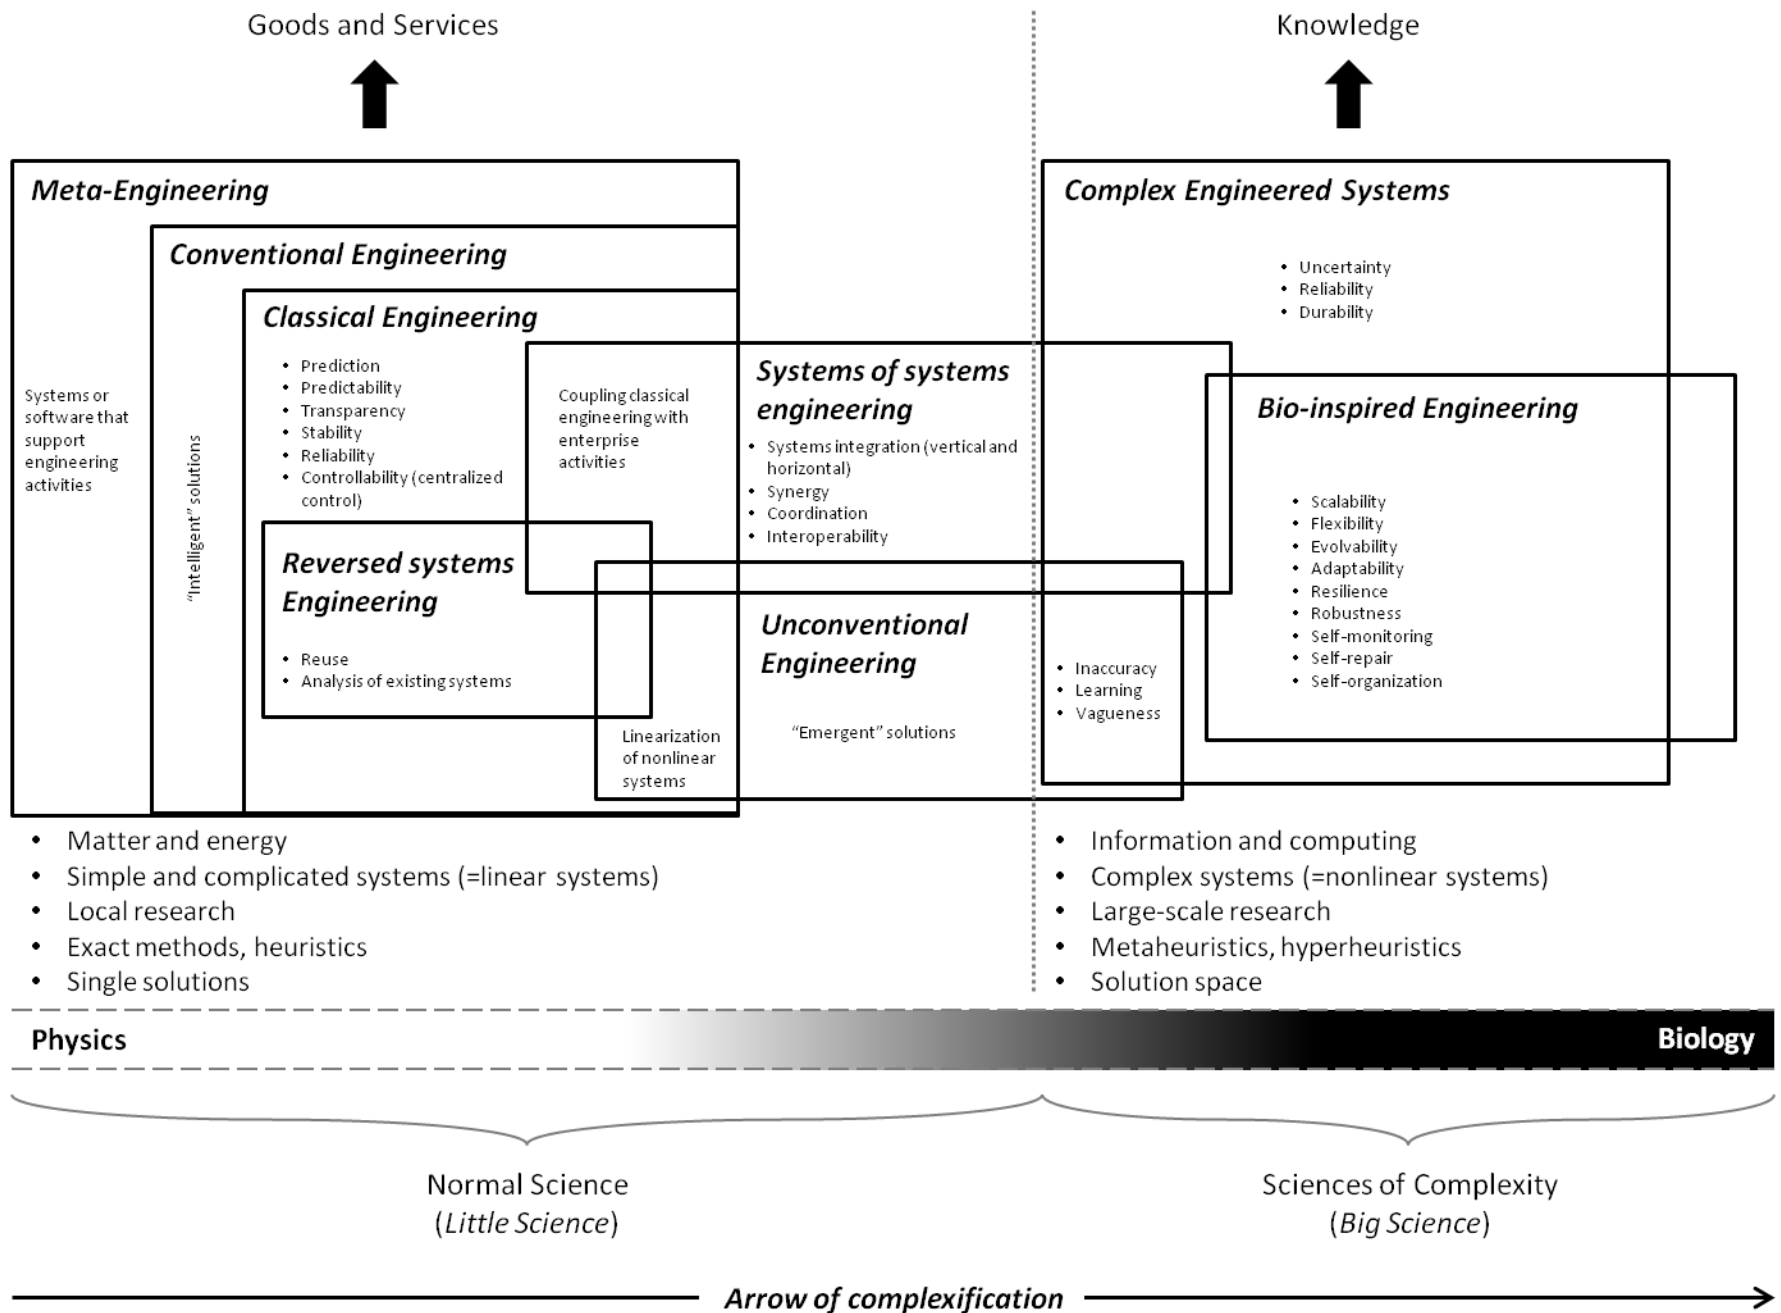 Goods and Services
Knowledge
Meta-Engineering
Conventional Engineering
Classical Engineering
• Prediction
• Predictability
• Transparency
• Stability
• Reliability
• Controllability (centralized
control)
Systems or
software that
support
engineering
activities
"Intelligent" solutions
Coupling classical
engineering with
enterprise
activities
Reversed systems
Engineering
• Reuse
• Analysis of existing systems
Linearization
of nonlinear
systems
Systems of systems
engineering
• Systems integration (vertical and
horizontal)
• Synergy
• Coordination
• Interoperability
Unconventional
Engineering
"Emergent" solutions
Complex Engineered Systems
• Uncertainty
• Reliability
• Durability
• Inaccuracy
• Learning
• Vagueness
Bio-inspired Engineering
• Scalability
• Flexibility
• Evolvability
• Adaptability
• Resilience
• Robustness
• Self-monitoring
• Self-repair
• Self-organization
• Matter and energy
• Simple and complicated systems (=linear systems)
• Local research
• Exact methods, heuristics
• Single solutions
• Information and computing
• Complex systems (=nonlinear systems)
• Large-scale research
• Metaheuristics, hyperheuristics
• Solution space
Physics
Biology
Normal Science
(Little Science)
Sciences of Complexity
(Big Science)
Arrow of complexification